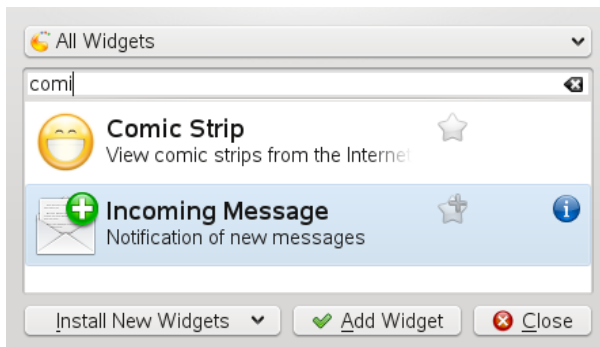 All Widgets
comi
Comic Strip
View comic strips from the Internet
Incoming Message
Notification of new messages
Install New Widgets
Add Widget
Close